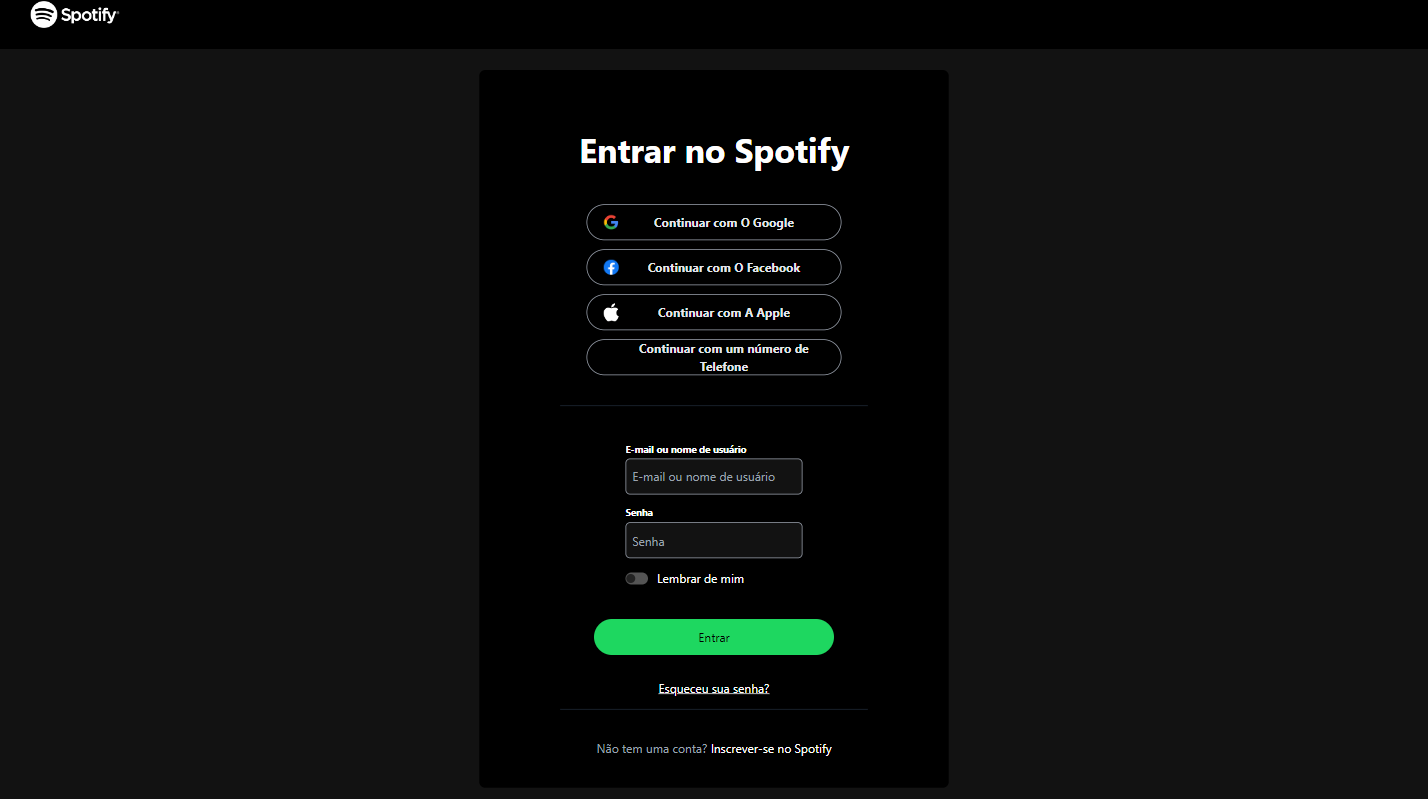 Spotify
Entrar no Spotify
Continuar com O Google
Continuar com O Facebook
Continuar com A Apple
Continuar com um número de
Telefone
E-mail ou nome de usuário
E-mail ou nome de usuário
Senha
Senha
Lembrar de mim
Entrar
Esqueceu sua senha?
Não tem uma conta? Inscrever-se no Spotify